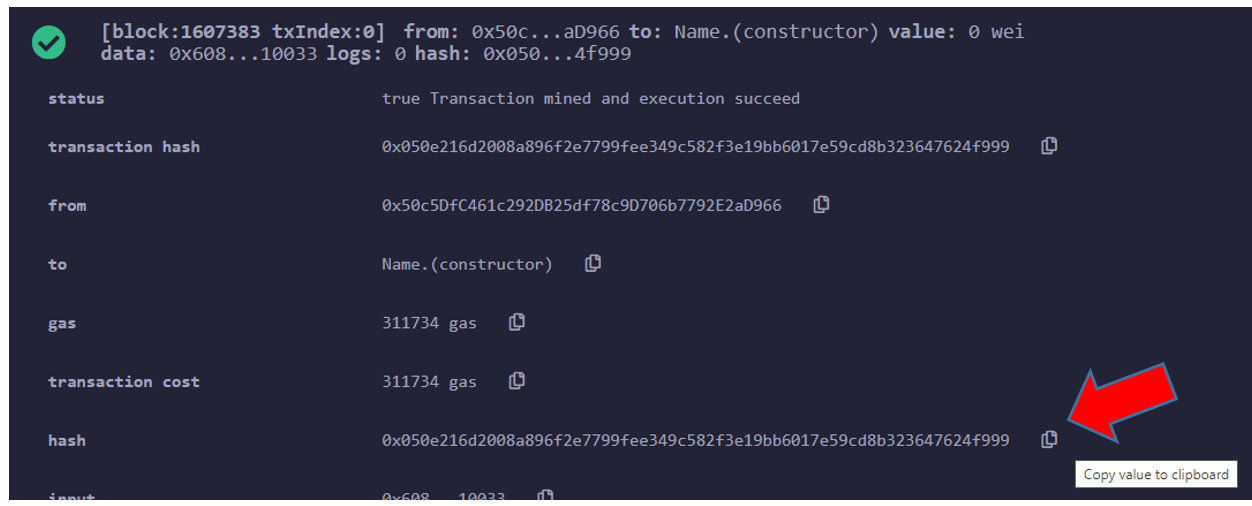 [block:1607383 txIndex:0] from: 0x50c...aD966 to: Name.(constructor) value: 0 wei
data: 0x608...10033 logs: 0 hash: 0x050...4f999
status true Transaction mined and execution succeed
transaction hash 0x050e216d2008a896f2e7799fee349c582f3e19bb6017e59cd8b323647624f999
from 0x50c5DfC461c292DB25df78c9D706b7792E2aD966
to Name.(constructor)
gas 311734 gas
transaction cost 311734 gas
hash 0x050e216d2008a896f2e7799fee349c582f3e19bb6017e59cd8b323647624f999
Copy value to clipboard
input 0x608...10033